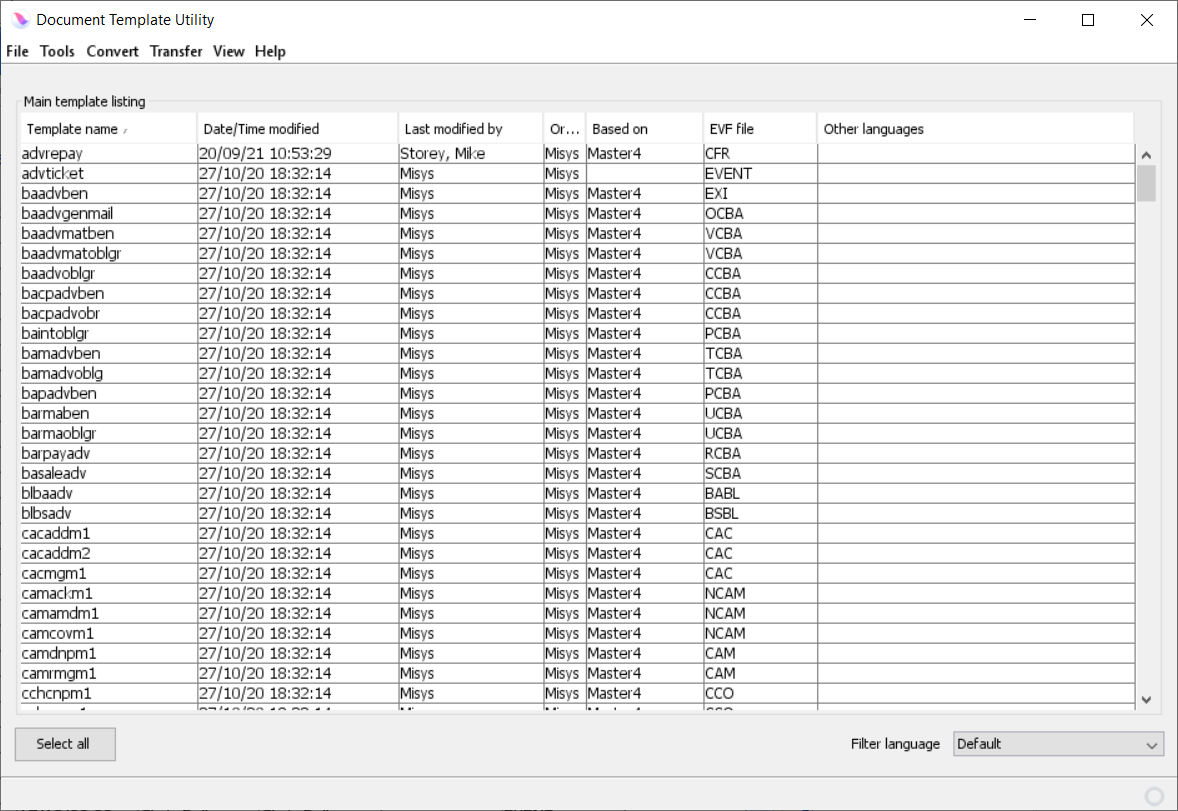 Document Template Utility
File Tools Convert Transfer View Help
Main template listing
Template name Date/Time modified Last modified by Or... Based on EVF file Other languages
advrepay 20/09/21 10:53:29 Storey, Mike Misys Master4 CFR
advticket 27/10/20 18:32:14 Misys Misys EVENT
baadvben 27/10/20 18:32:14 Misys Misys Master4 EXI
baadvgenmail 27/10/20 18:32:14 Misys Misys Master4 OCBA
baadvmatben 27/10/20 18:32:14 Misys Misys Master4 VCBA
baadvmatoblgr 27/10/20 18:32:14 Misys Misys Master4 VCBA
baadvoblgr 27/10/20 18:32:14 Misys Misys Master4 CCBA
bacpadvben 27/10/20 18:32:14 Misys Misys Master4 CCBA
bacpadvobr 27/10/20 18:32:14 Misys Misys Master4 CCBA
baintoblgr 27/10/20 18:32:14 Misys Misys Master4 PCBA
bamadvben 27/10/20 18:32:14 Misys Misys Master4 TCBA
bamadvoblg 27/10/20 18:32:14 Misys Misys Master4 TCBA
bapadvben 27/10/20 18:32:14 Misys Misys Master4 PCBA
barmaben 27/10/20 18:32:14 Misys Misys Master4 UCBA
barmaoblgr 27/10/20 18:32:14 Misys Misys Master4 UCBA
barpayadv 27/10/20 18:32:14 Misys Misys Master4 RCBA
basaleadv 27/10/20 18:32:14 Misys Misys Master4 SCBA
blbaadv 27/10/20 18:32:14 Misys Misys Master4 BABL
blbsadv 27/10/20 18:32:14 Misys Misys Master4 BSBL
cacaddm1 27/10/20 18:32:14 Misys Misys Master4 CAC
cacaddm2 27/10/20 18:32:14 Misys Misys Master4 CAC
cacmgm1 27/10/20 18:32:14 Misys Misys Master4 CAC
camackm1 27/10/20 18:32:14 Misys Misys Master4 NCAM
camamdm1 27/10/20 18:32:14 Misys Misys Master4 NCAM
camcovm1 27/10/20 18:32:14 Misys Misys Master4 NCAM
camdnpm1 27/10/20 18:32:14 Misys Misys Master4 CAM
camrmgm1 27/10/20 18:32:14 Misys Misys Master4 CAM
cchcnpm1 27/10/20 18:32:14 Misys Misys Master4 CCO
Select all Filter language Default